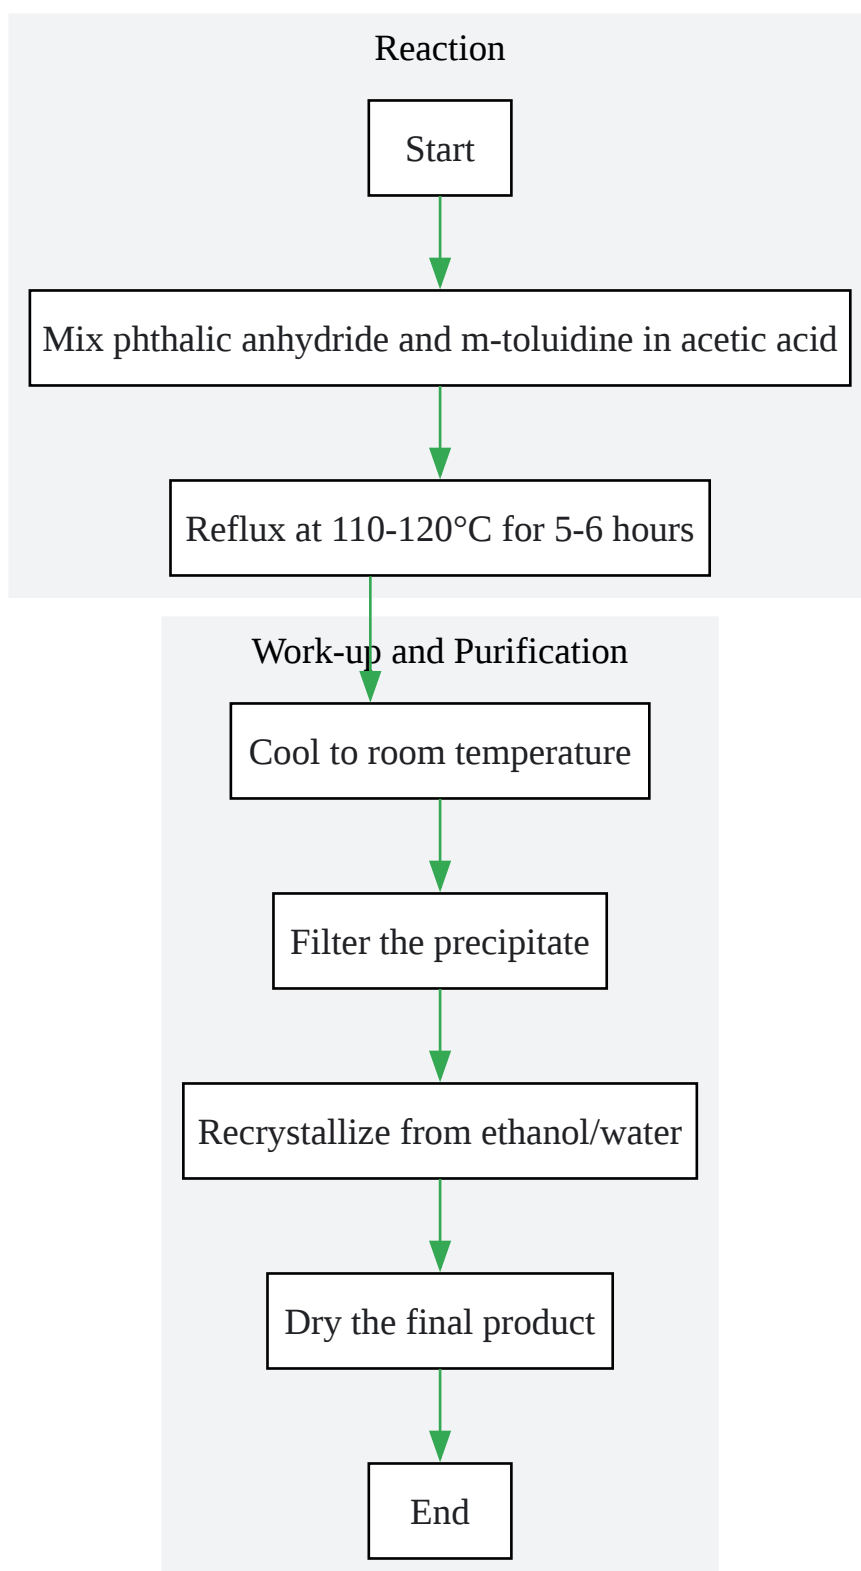 Reaction
Start
Mix phthalic anhydride and m-toluidine in acetic acid
Reflux at 110-120°C for 5-6 hours
Work-up and Purification
Cool to room temperature
Filter the precipitate
Recrystallize from ethanol/water
Dry the final product
End